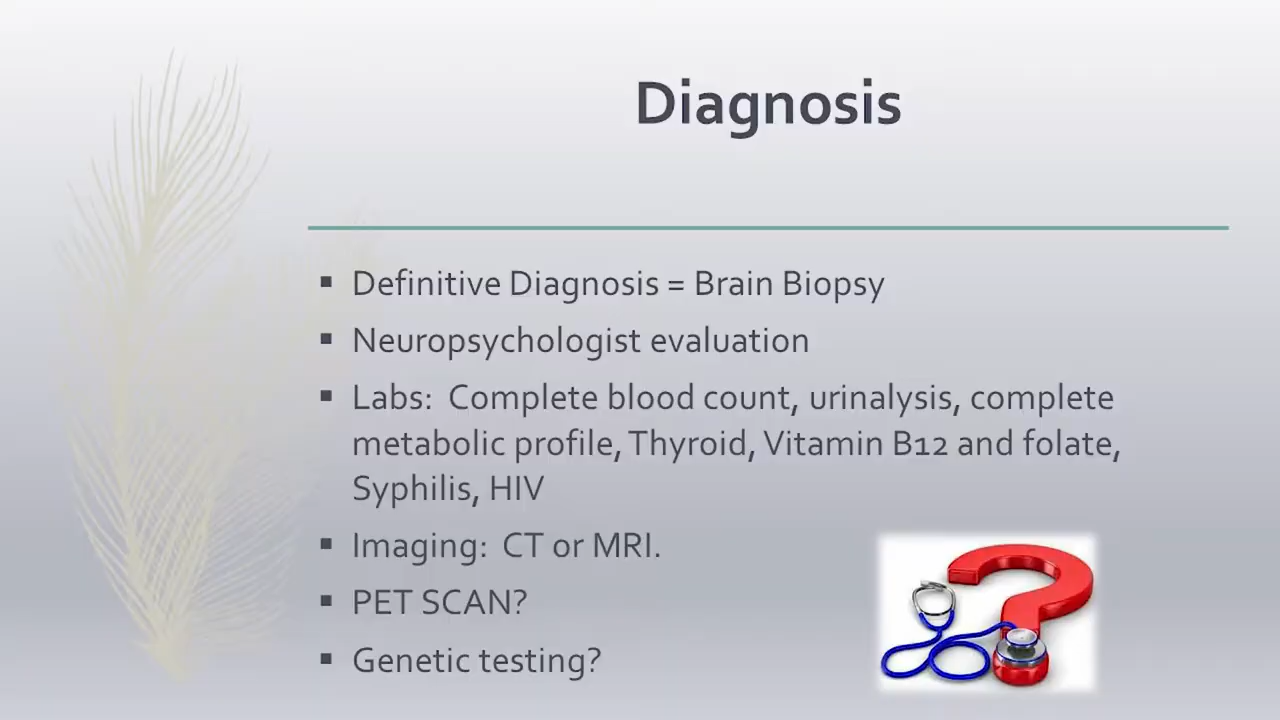 Diagnosis
▪ Definitive Diagnosis = Brain Biopsy
▪ Neuropsychologist evaluation
▪ Labs:  Complete blood count, urinalysis, complete
metabolic profile, Thyroid, Vitamin B12 and folate,
Syphilis, HIV
▪ Imaging:  CT or MRI.
▪ PET SCAN?
▪ Genetic testing?